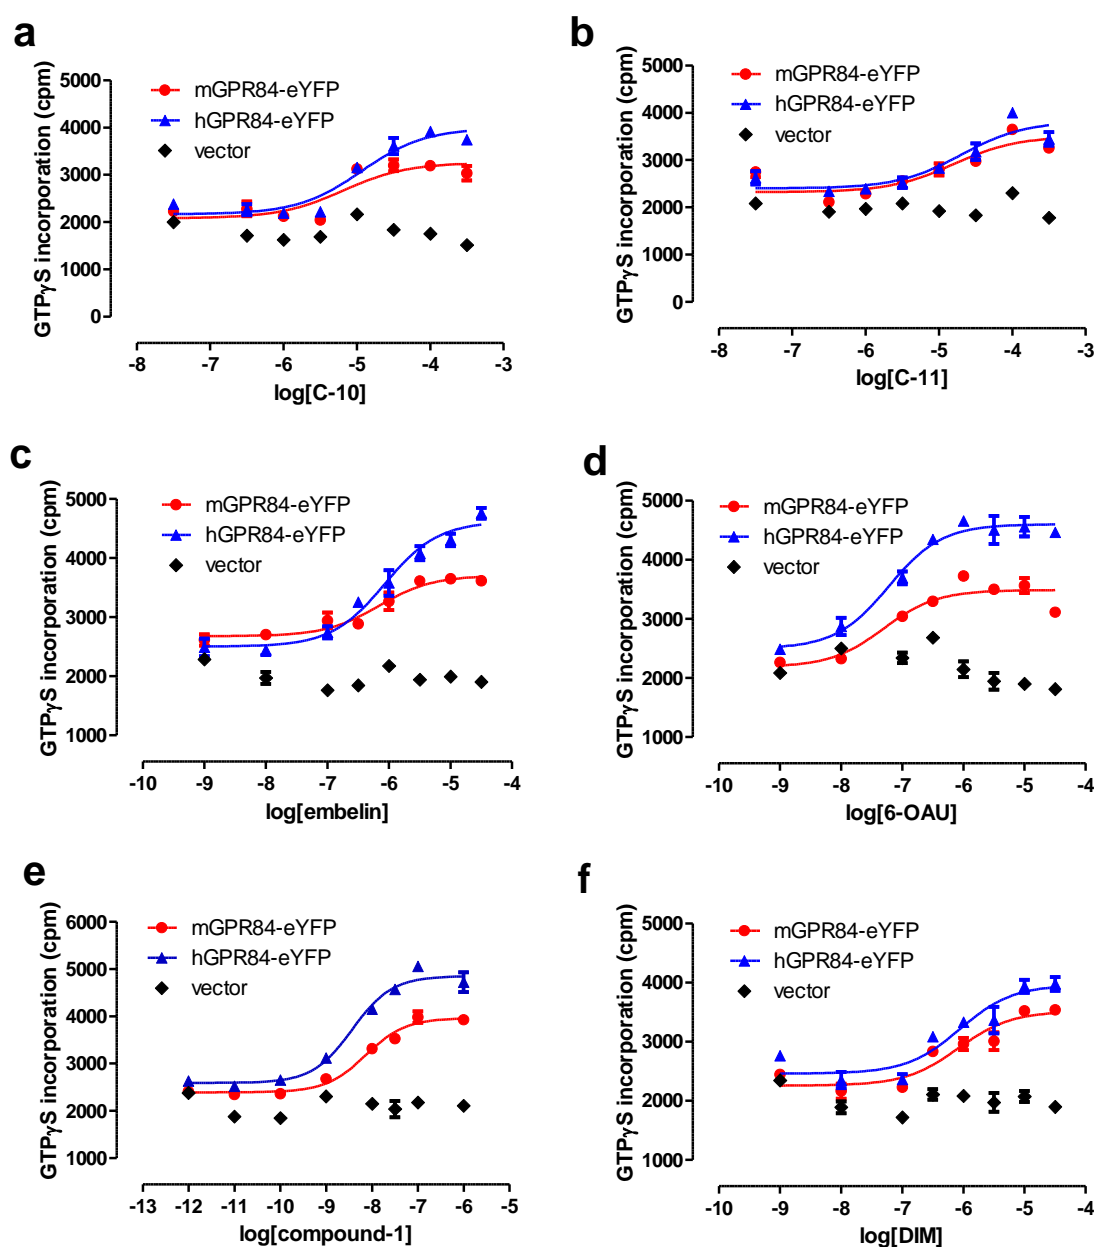 a
GTPγS incorporation (cpm)
5000
4000
3000
2000
1000
0
mGPR84-eYFP
hGPR84-eYFP
vector
-8 -7 -6 -5 -4 -3
log[C-10]
b
GTPγS incorporation (cpm)
5000
4000
3000
2000
1000
0
mGPR84-eYFP
hGPR84-eYFP
vector
-8 -7 -6 -5 -4 -3
log[C-11]
c
GTPγS incorporation (cpm)
5000
4000
3000
2000
1000
mGPR84-eYFP
hGPR84-eYFP
vector
-10 -9 -8 -7 -6 -5 -4
log[embelin]
d
GTPγS incorporation (cpm)
5000
4000
3000
2000
1000
mGPR84-eYFP
hGPR84-eYFP
vector
-10 -9 -8 -7 -6 -5 -4
log[6-OAU]
e
GTPγS incorporation (cpm)
6000
5000
4000
3000
2000
1000
mGPR84-eYFP
hGPR84-eYFP
vector
-13 -12 -11 -10 -9 -8 -7 -6 -5
log[compound-1]
f
GTPγS incorporation (cpm)
5000
4000
3000
2000
1000
mGPR84-eYFP
hGPR84-eYFP
vector
-10 -9 -8 -7 -6 -5 -4
log[DIM]